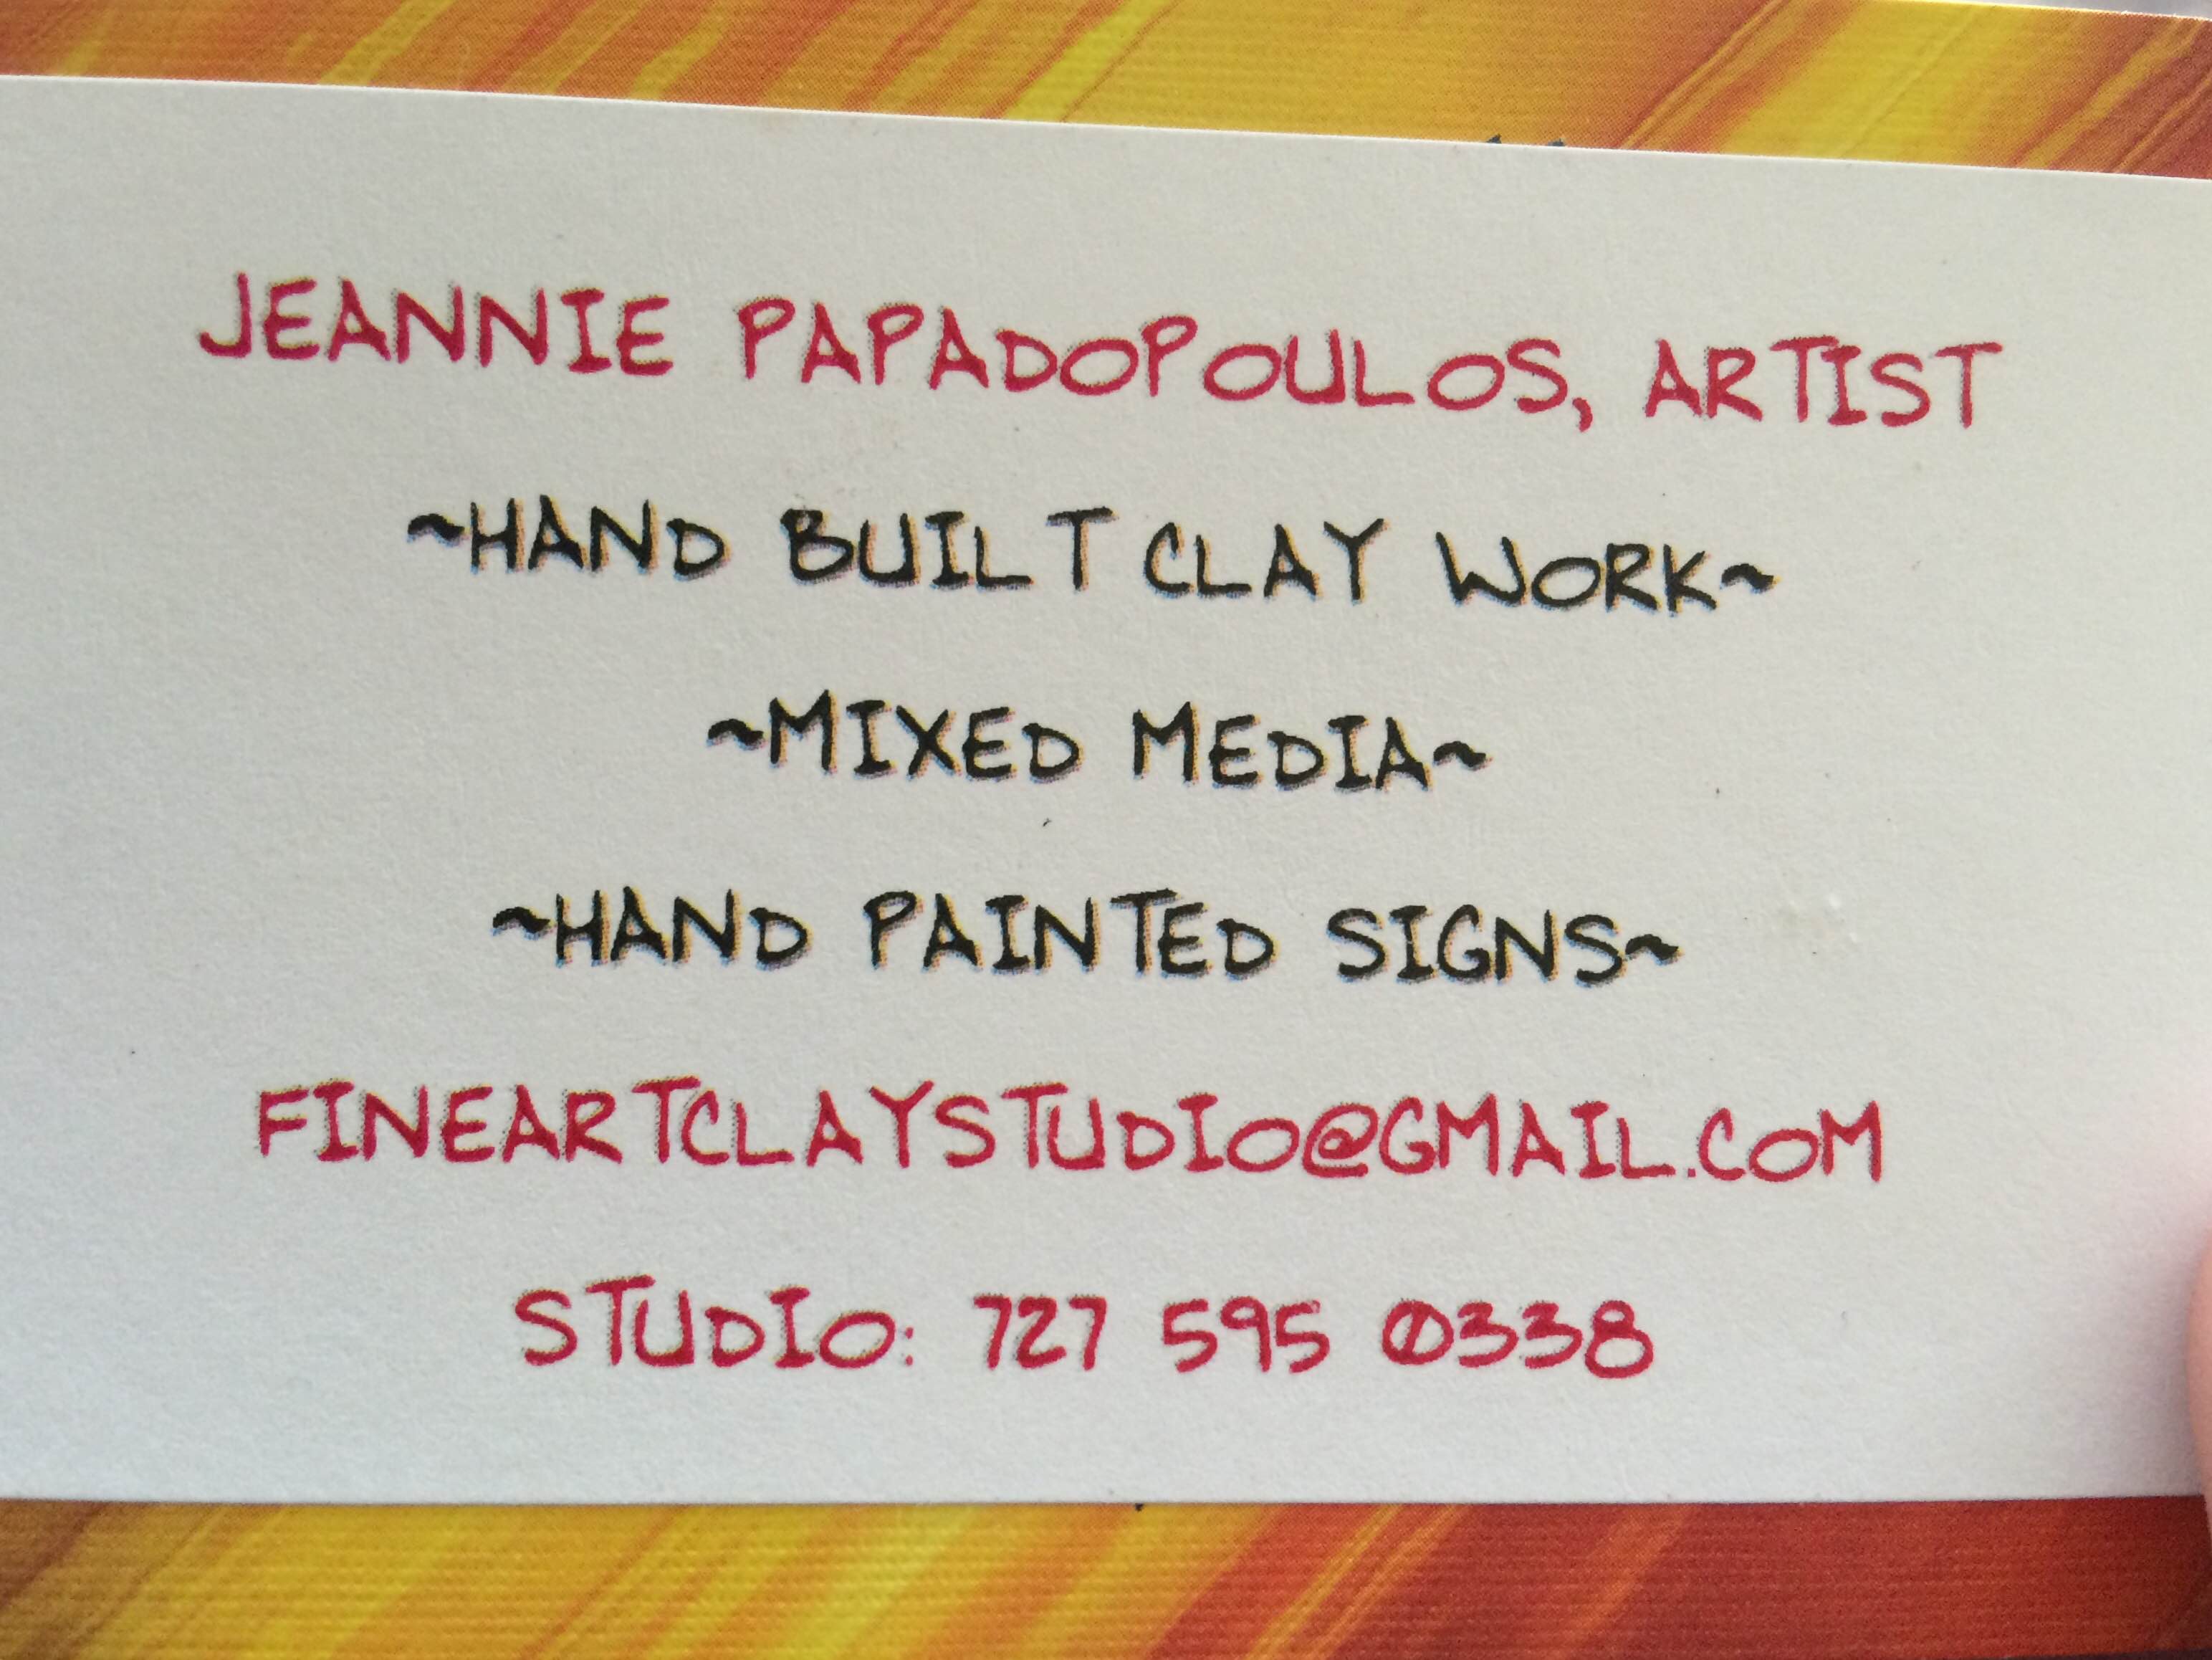 JEANNIE PAPADOPOULOS, ARTIST
~HAND BUILT CLAY WORK~
~MIXED MEDIA~
~HAND PAINTED SIGNS~
FINEARTCLAYSTUDIO@GMAIL.COM
STUDIO: 727 595 0338